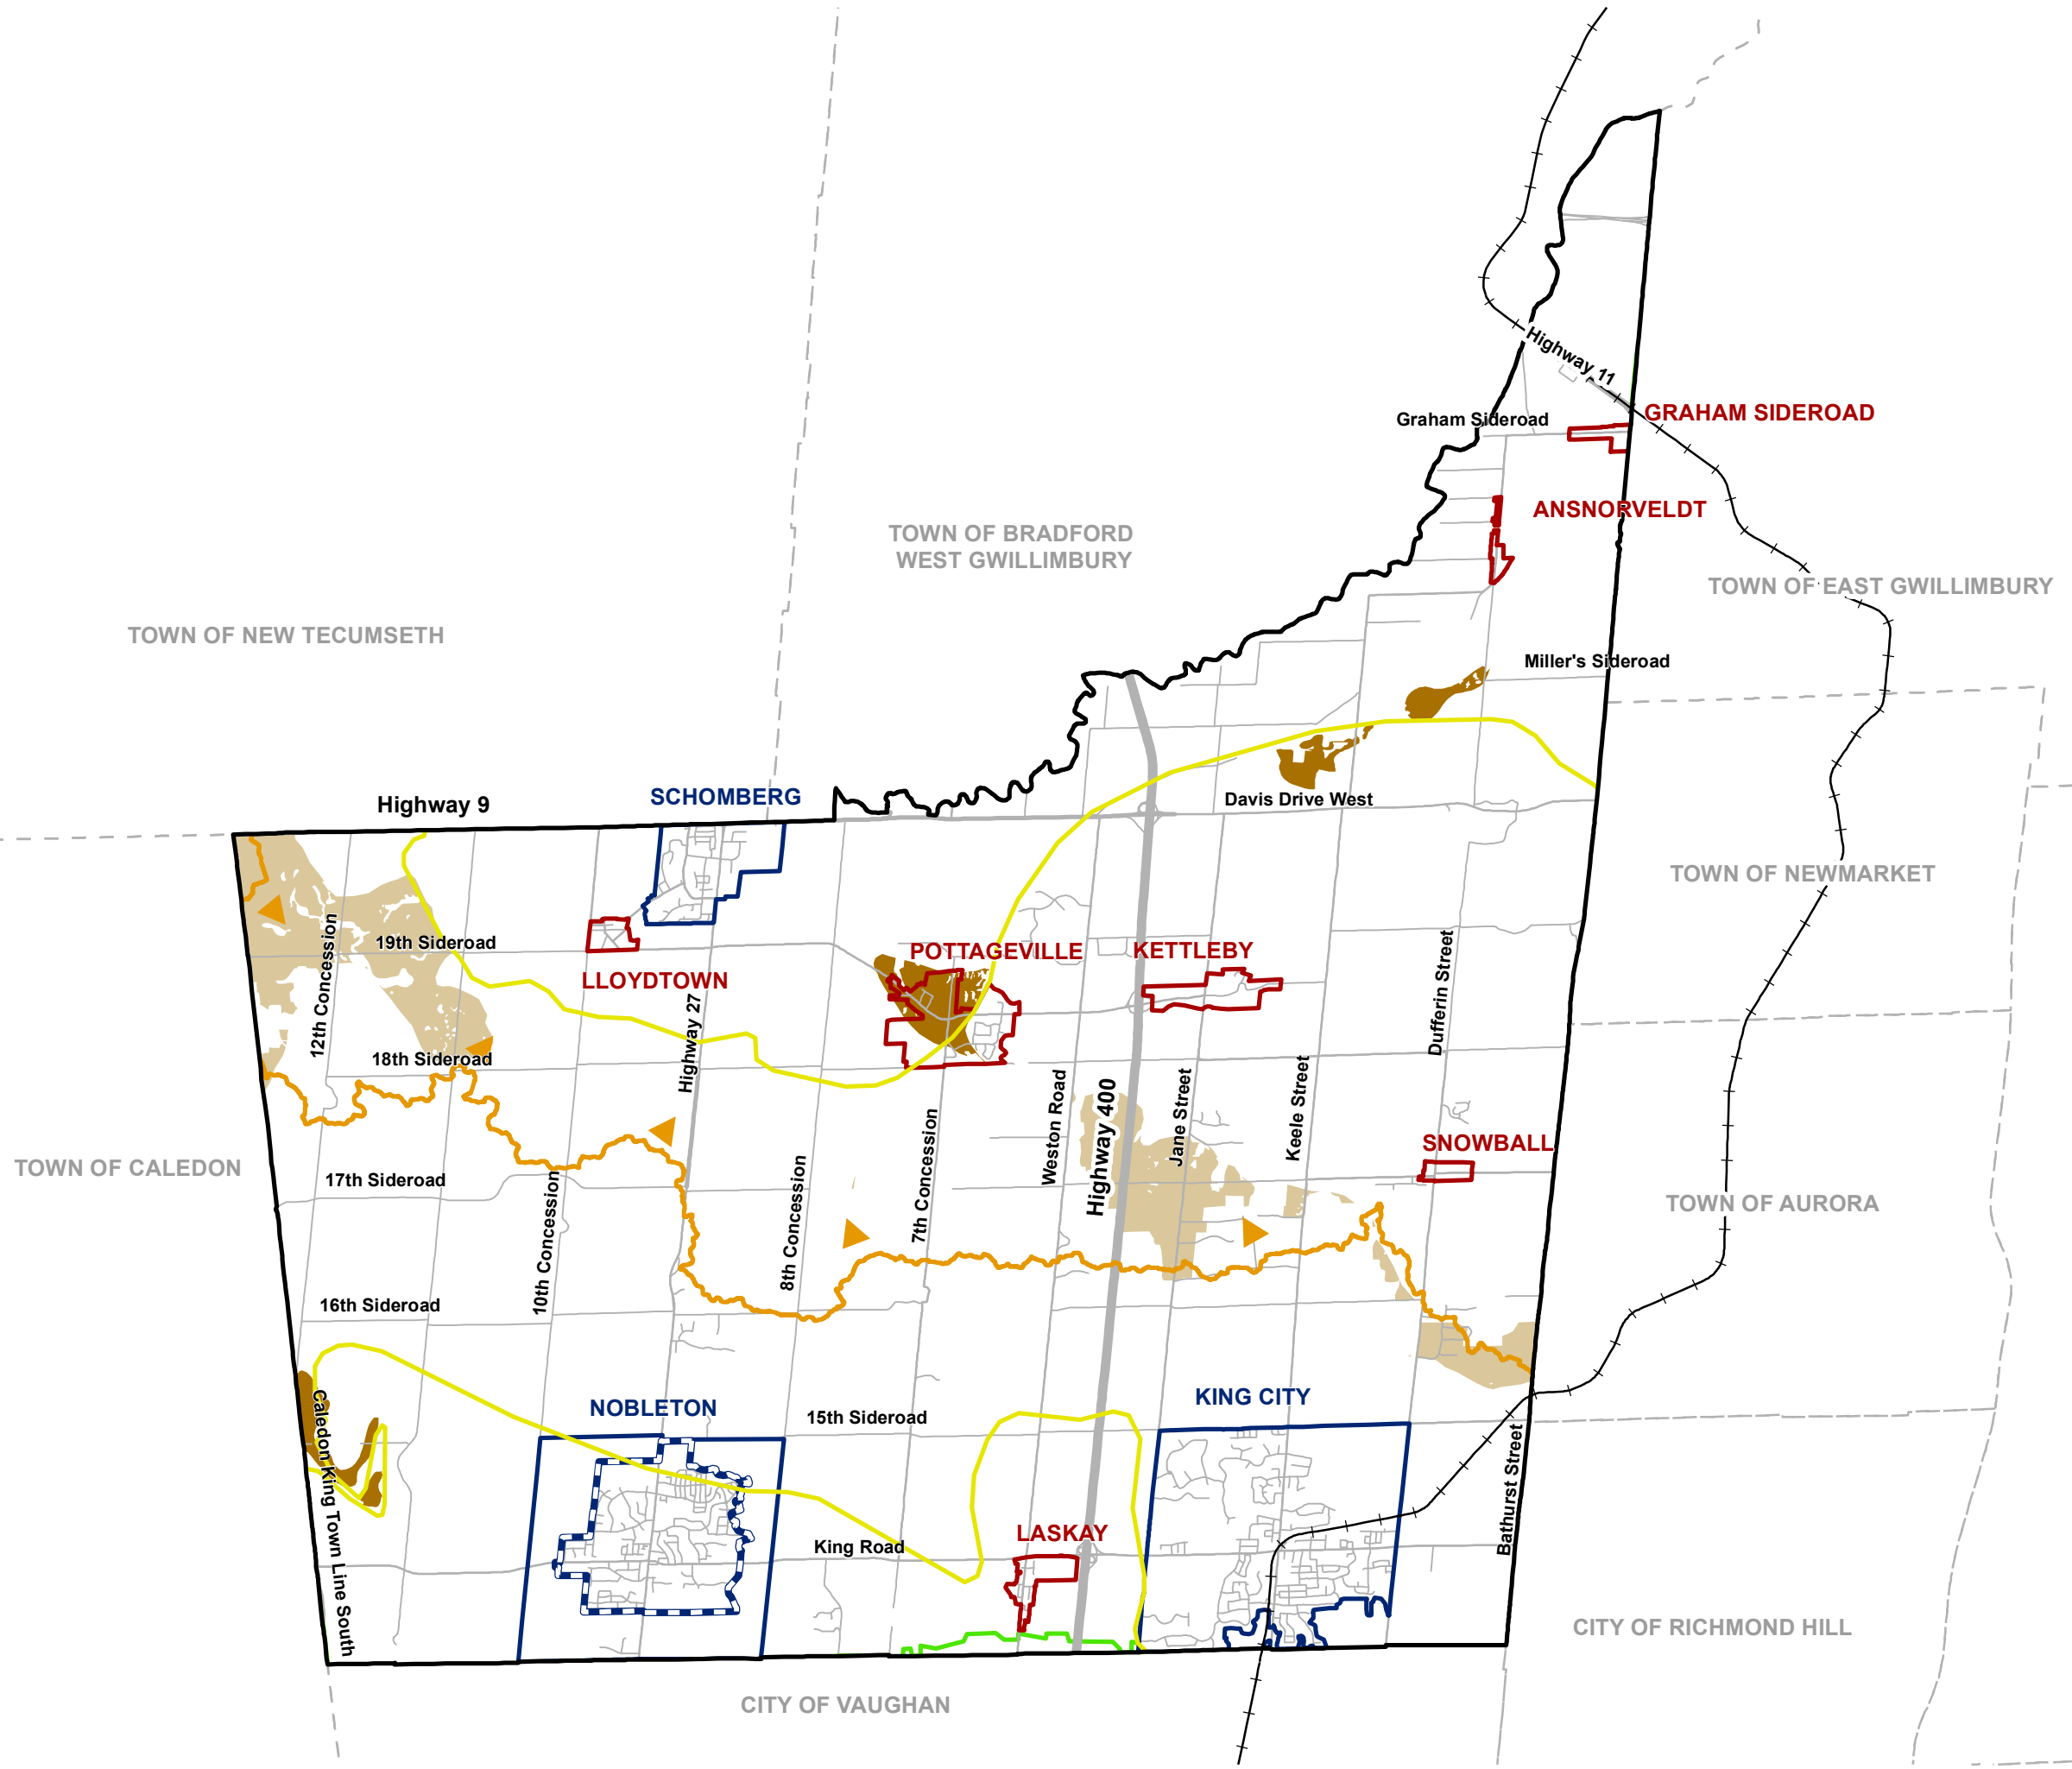 Highway 11
Graham Sideroad
GRAHAM SIDEROAD
ANSNORVELDT
TOWN OF BRADFORD
WEST GWILLIMBURY
TOWN OF EAST GWILLIMBURY
TOWN OF NEW TECUMSETH
Miller's Sideroad
Highway 9
SCHOMBERG
Davis Drive West
TOWN OF NEWMARKET
12th Concession
19th Sideroad
LLOYDTOWN
POTTAGEVILLE
KETTLEBY
Dufferin Street
Highway 27
18th Sideroad
TOWN OF CALEDON
17th Sideroad
10th Concession
8th Concession
7th Concession
Weston Road
Highway 400
Jane Street
Keele Street
SNOWBALL
TOWN OF AURORA
16th Sideroad
Caledon King Town Line South
NOBLETON
15th Sideroad
KING CITY
Bathurst Street
LASKAY
King Road
CITY OF RICHMOND HILL
CITY OF VAUGHAN